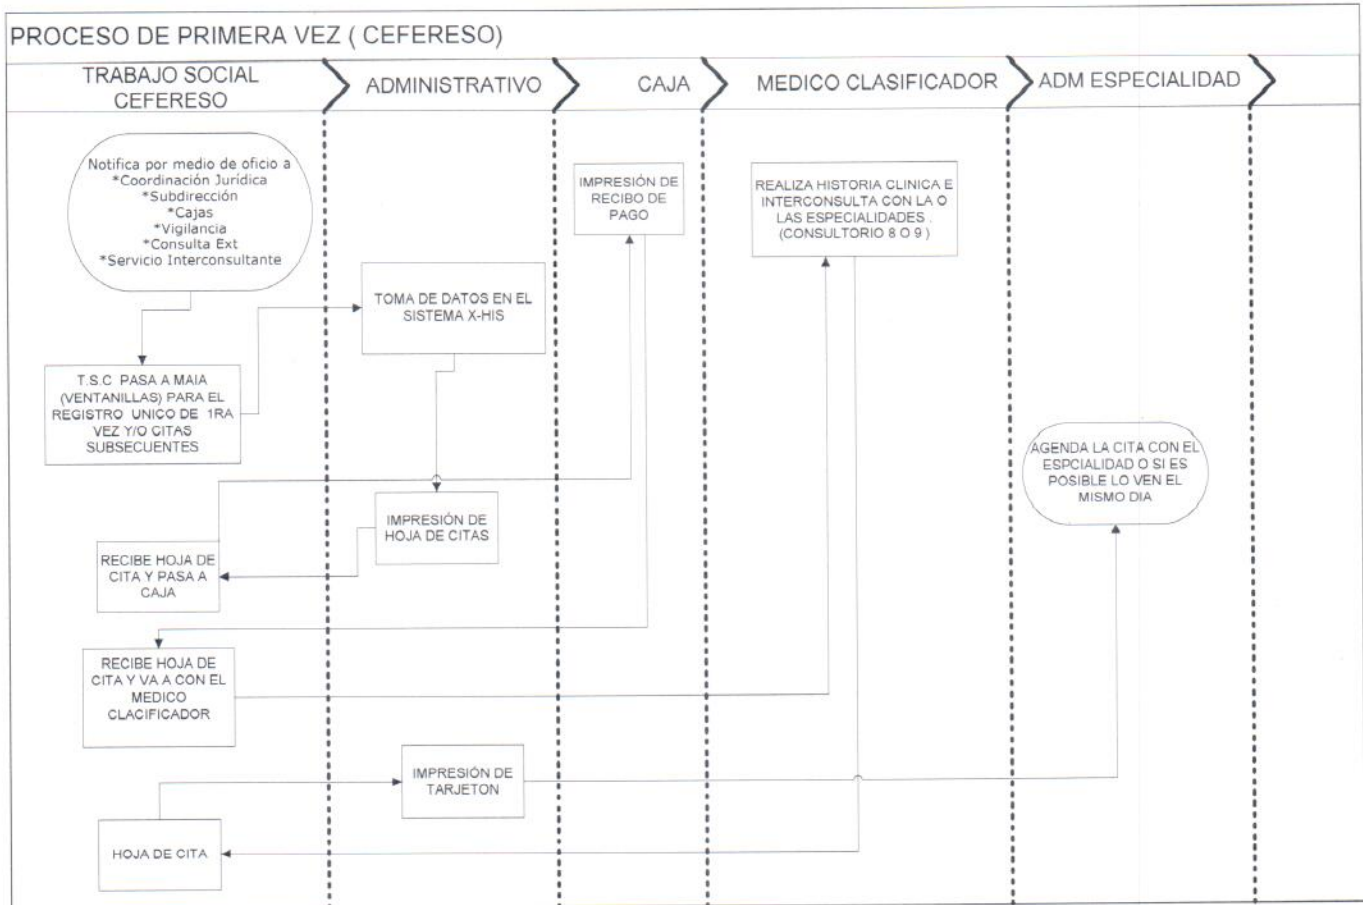 PROCESO DE PRIMERA VEZ ( CEFERESO)
TRABAJO SOCIAL
CEFERESO
ADMINISTRATIVO
CAJA
MEDICO CLASIFICADOR
ADM ESPECIALIDAD
Notifica por medio de oficio a
*Coordinación Jurídica
*Subdirección
*Cajas
*Vigilancia
*Consulta Ext
*Servicio Interconsultante
IMPRESIÓN DE
RECIBO DE
PAGO
REALIZA HISTORIA CLINICA E
INTERCONSULTA CON LA O
LAS ESPECIALIDADES .
(CONSULTORIO 8 O 9 )
TOMA DE DATOS EN EL
SISTEMA X-HIS
T.S.C PASA A MAIA
(VENTANILLAS) PARA EL
REGISTRO UNICO DE 1RA
VEZ Y/O CITAS
SUBSECUENTES
AGENDA LA CITA CON EL
ESPCIALIDAD O SI ES
POSIBLE LO VEN EL
MISMO DIA
IMPRESIÓN DE
HOJA DE CITAS
RECIBE HOJA DE
CITA Y PASA A
CAJA
RECIBE HOJA DE
CITA Y VA A CON EL
MEDICO
CLACIFICADOR
IMPRESIÓN DE
TARJETON
HOJA DE CITA